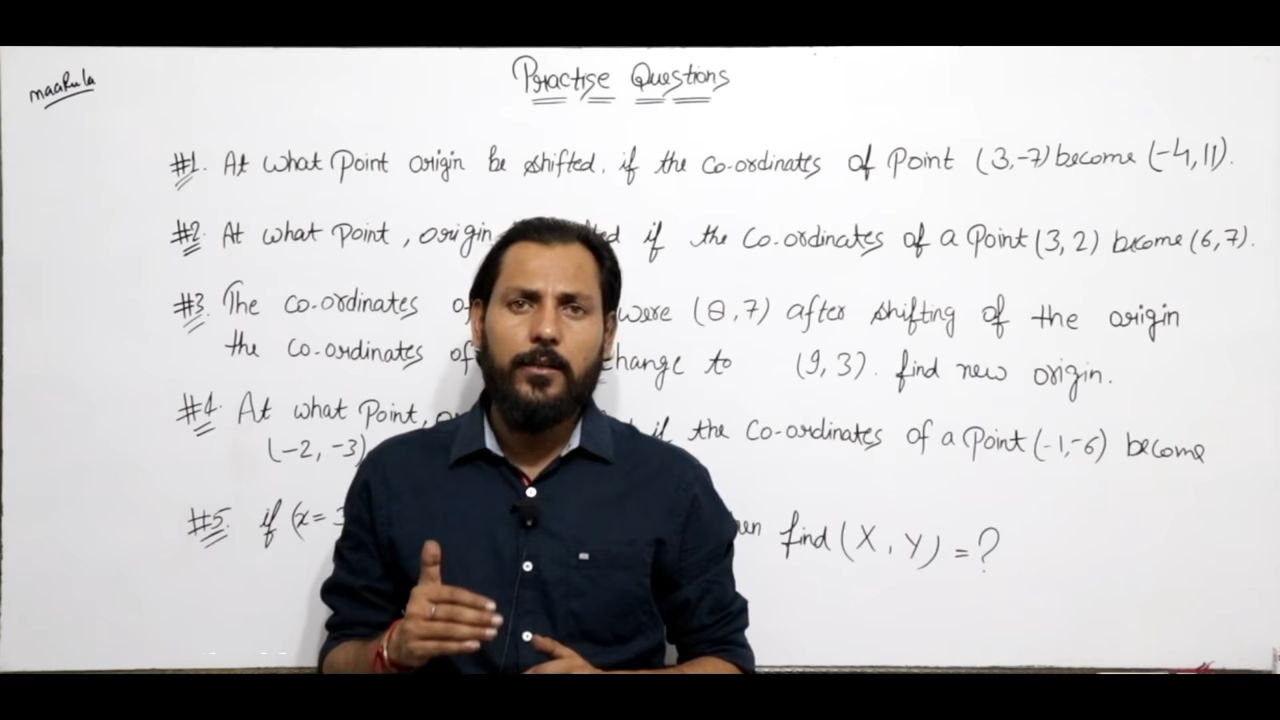 maaRula
Practise Questions
#1. At what Point origin be shifted, if the co-ordinates of Point (3,-7) become (-4,11).
#2. At what Point, origin if the co.ordinates of a Point (3, 2) become (6,7).
#3. The co-ordinates were (θ,7) after shifting of the origin
the co-ordinates of change to (9,3). find new origin.
#4. At what Point, if the co-ordinates of a Point (-1,-6) become
(-2, -3)
#5. if (x= 3 find (X, Y) = ?